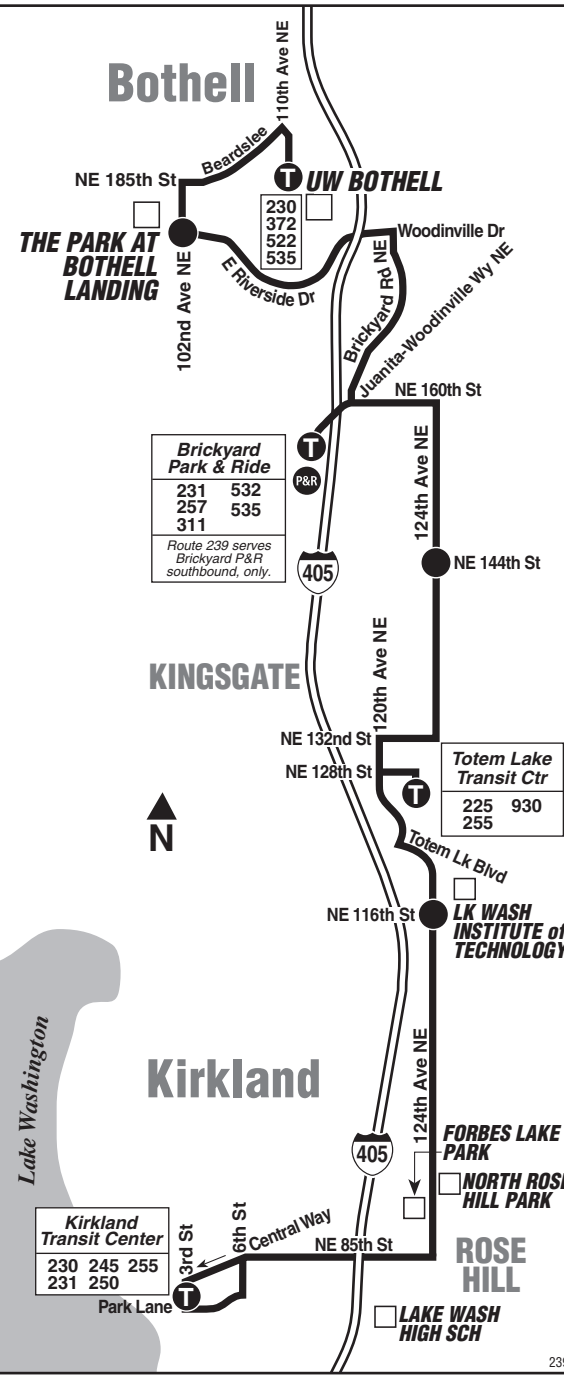 Bothell
110th Ave NE
Beardslee
NE 185th St
T
UW BOTHELL
230
372
522
535
THE PARK AT
BOTHELL
LANDING
102nd Ave NE
E Riverside Dr
Woodinville Dr
Brickyard Rd NE
Juanita-Woodinville Wy NE
NE 160th St
T
P&R
Brickyard
Park & Ride
231 532
257 535
311
Route 239 serves
Brickyard P&R
southbound, only.
405
124th Ave NE
NE 144th St
KINGSGATE
120th Ave NE
NE 132nd St
NE 128th St
T
Totem Lake
Transit Ctr
225 930
255
N
Totem Lk Blvd
NE 116th St
LK WASH
INSTITUTE of
TECHNOLOGY
Lake Washington
Kirkland
124th Ave NE
405
FORBES LAKE
PARK
NORTH ROSE
HILL PARK
Kirkland
Transit Center
230 245 255
231 250
3rd St
6th St
Central Way
NE 85th St
T
Park Lane
ROSE
HILL
LAKE WASH
HIGH SCH
239